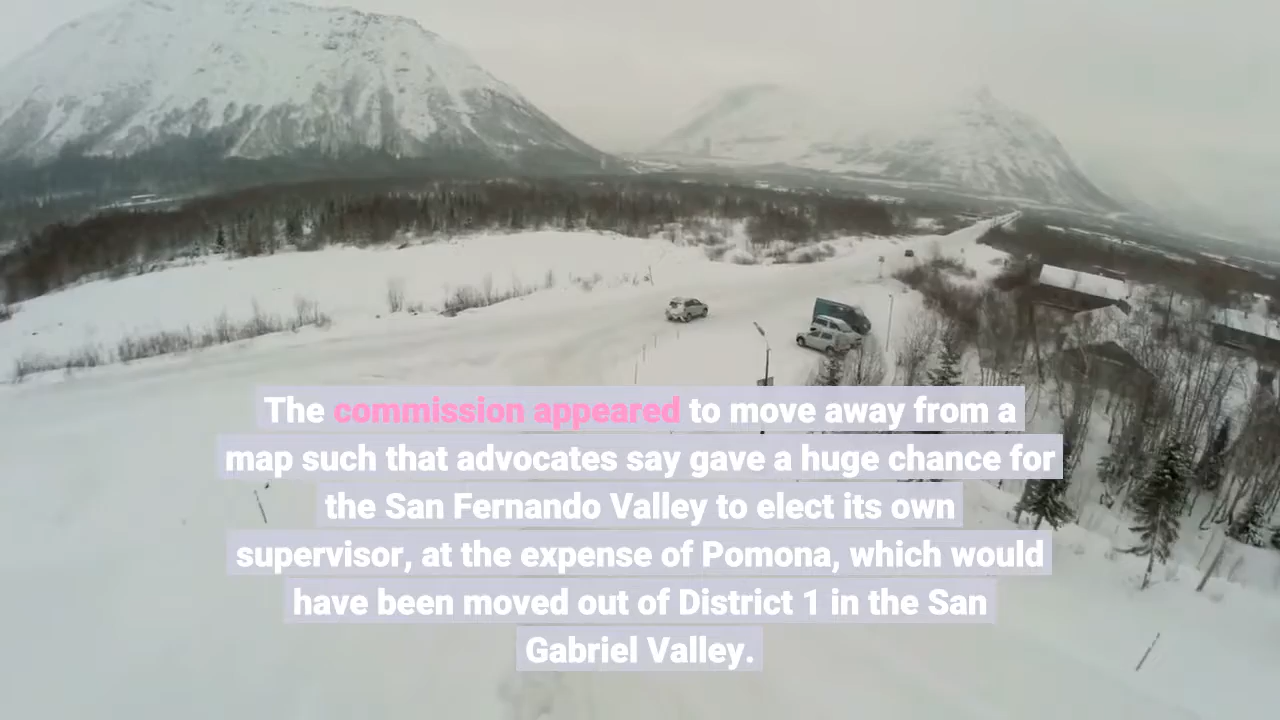 The commission appeared to move away from a
map such that advocates say gave a huge chance for
the San Fernando Valley to elect its own
supervisor, at the expense of Pomona, which would
have been moved out of District 1 in the San
Gabriel Valley.